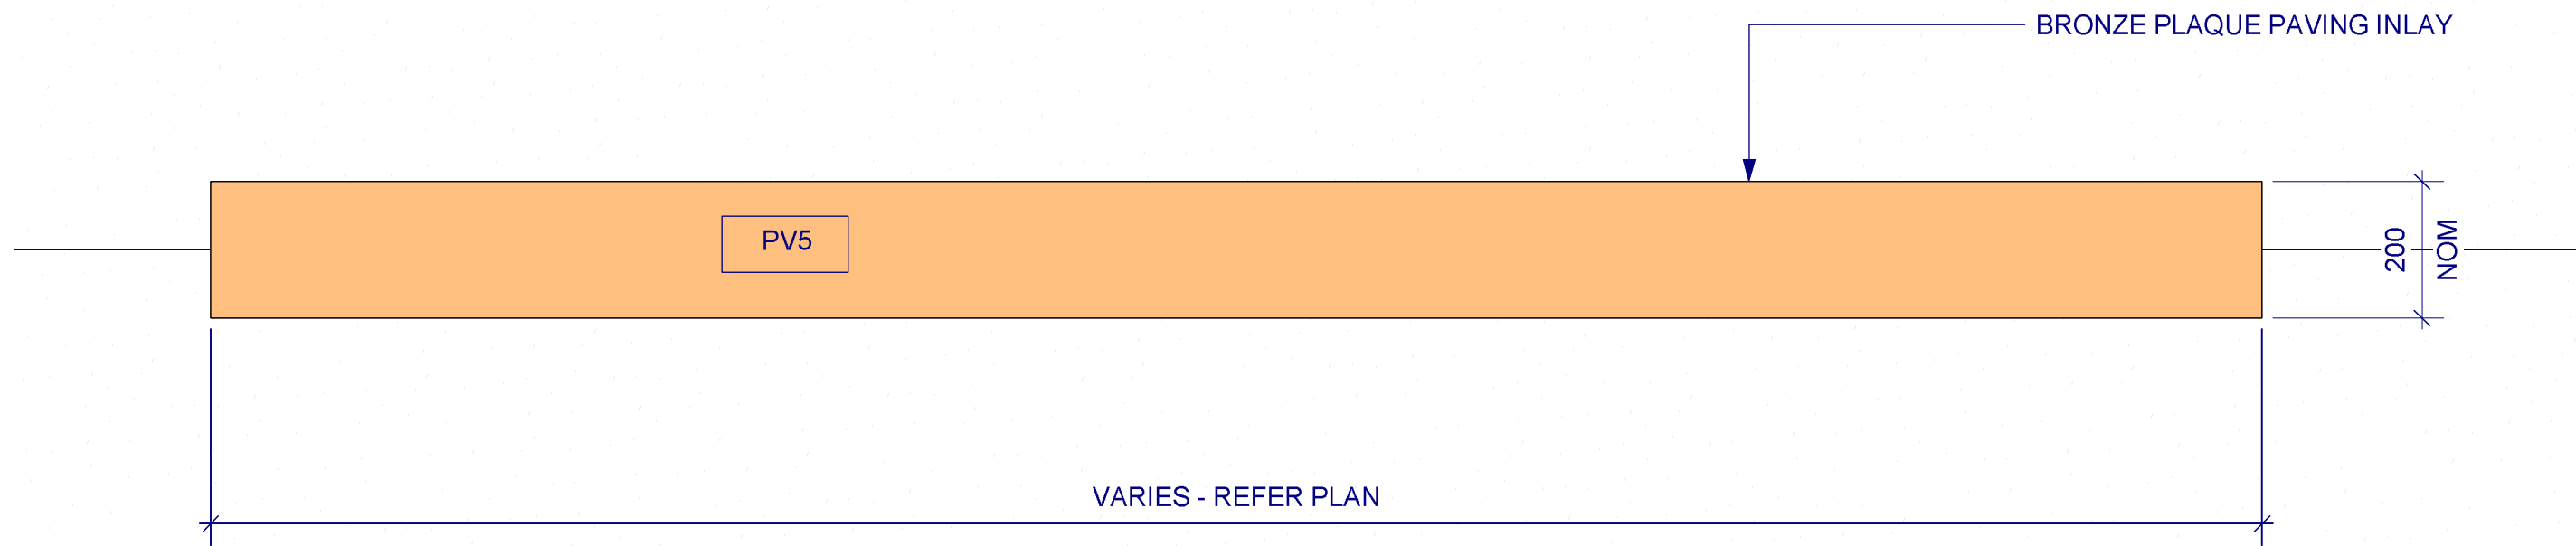 BRONZE PLAQUE PAVING INLAY
PV5
200
NOM
VARIES - REFER PLAN